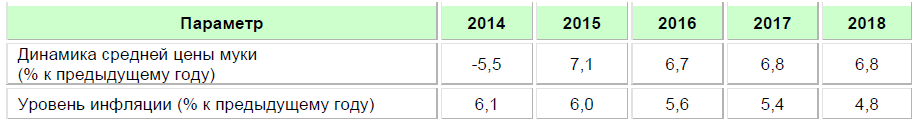 Параметр 2014 2015 2016 2017 2018
Динамика средней цены муки
(% к предыдущему году) -5,5 7,1 6,7 6,8 6,8
Уровень инфляции (% к предыдущему году) 6,1 6,0 5,6 5,4 4,8